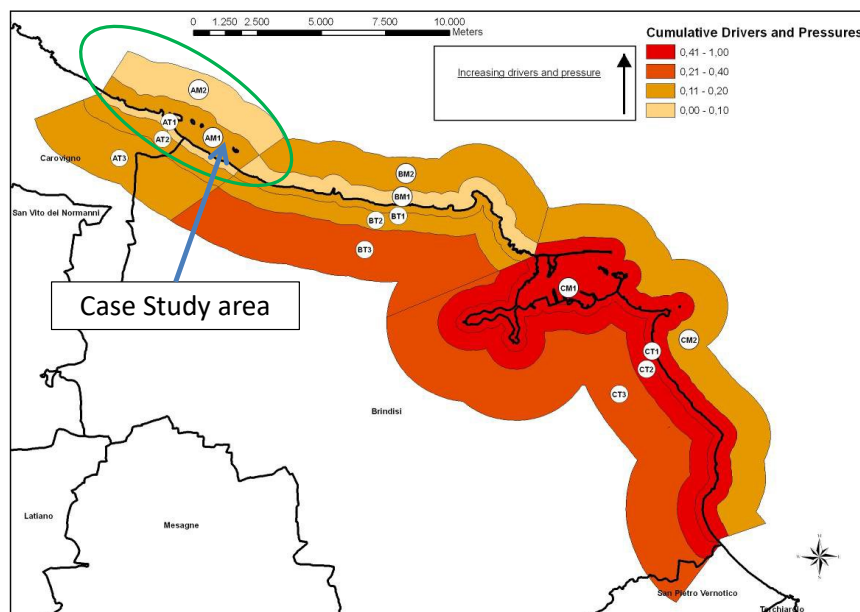 0 1.250 2.500 5.000 7.500 10.000
Meters
Cumulative Drivers and Pressures
0,41 - 1,00
0,21 - 0,40
0,11 - 0,20
0,00 - 0,10
Increasing drivers and pressure
AM2
AT1
AM1
AT2
AT3
Carovigno
BM2
BM1
BT1
BT2
BT3
San Vito dei Normanni
Case Study area
CM1
CM2
CT1
CT2
CT3
Brindisi
Latiano
Mesagne
San Pietro Vernotico
Torchiarolo